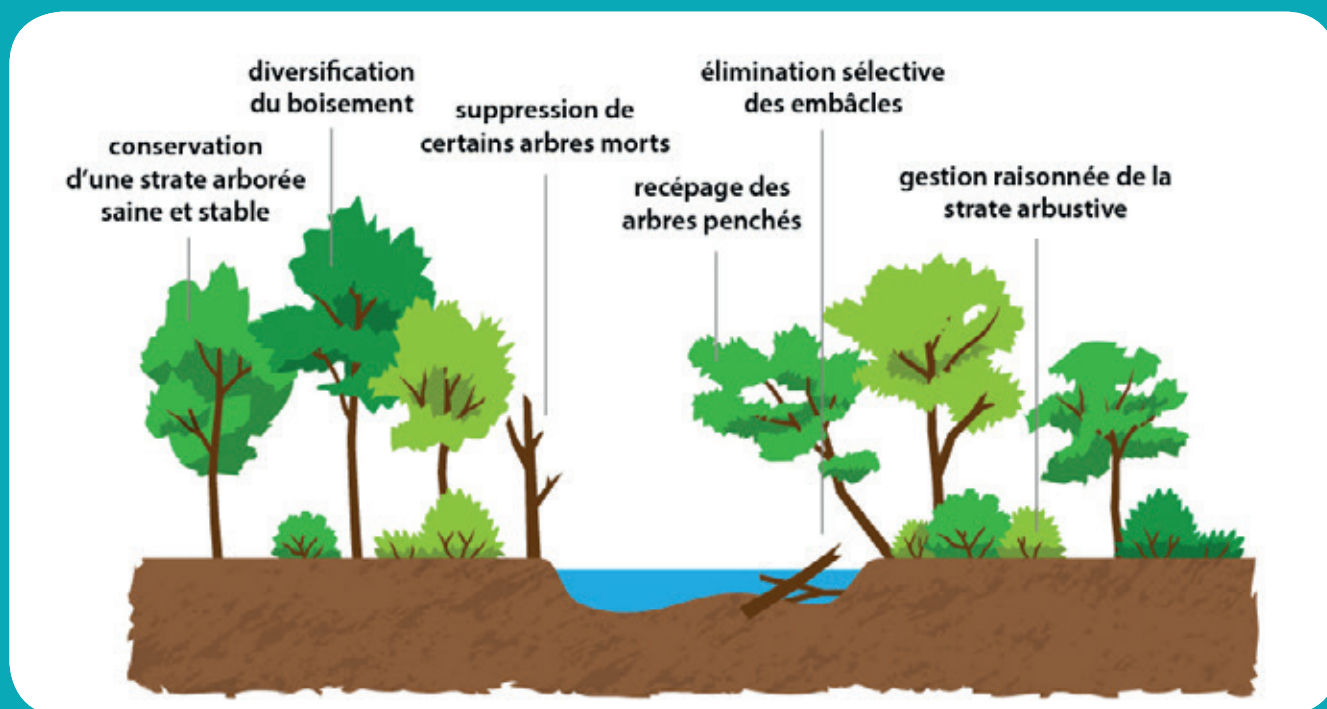 diversification
du boisement
élimination sélective
des embâcles
suppression de
certains arbres morts
conservation
d'une strate arborée
saine et stable
recépage des
arbres penchés
gestion raisonnée de la
strate arbustive